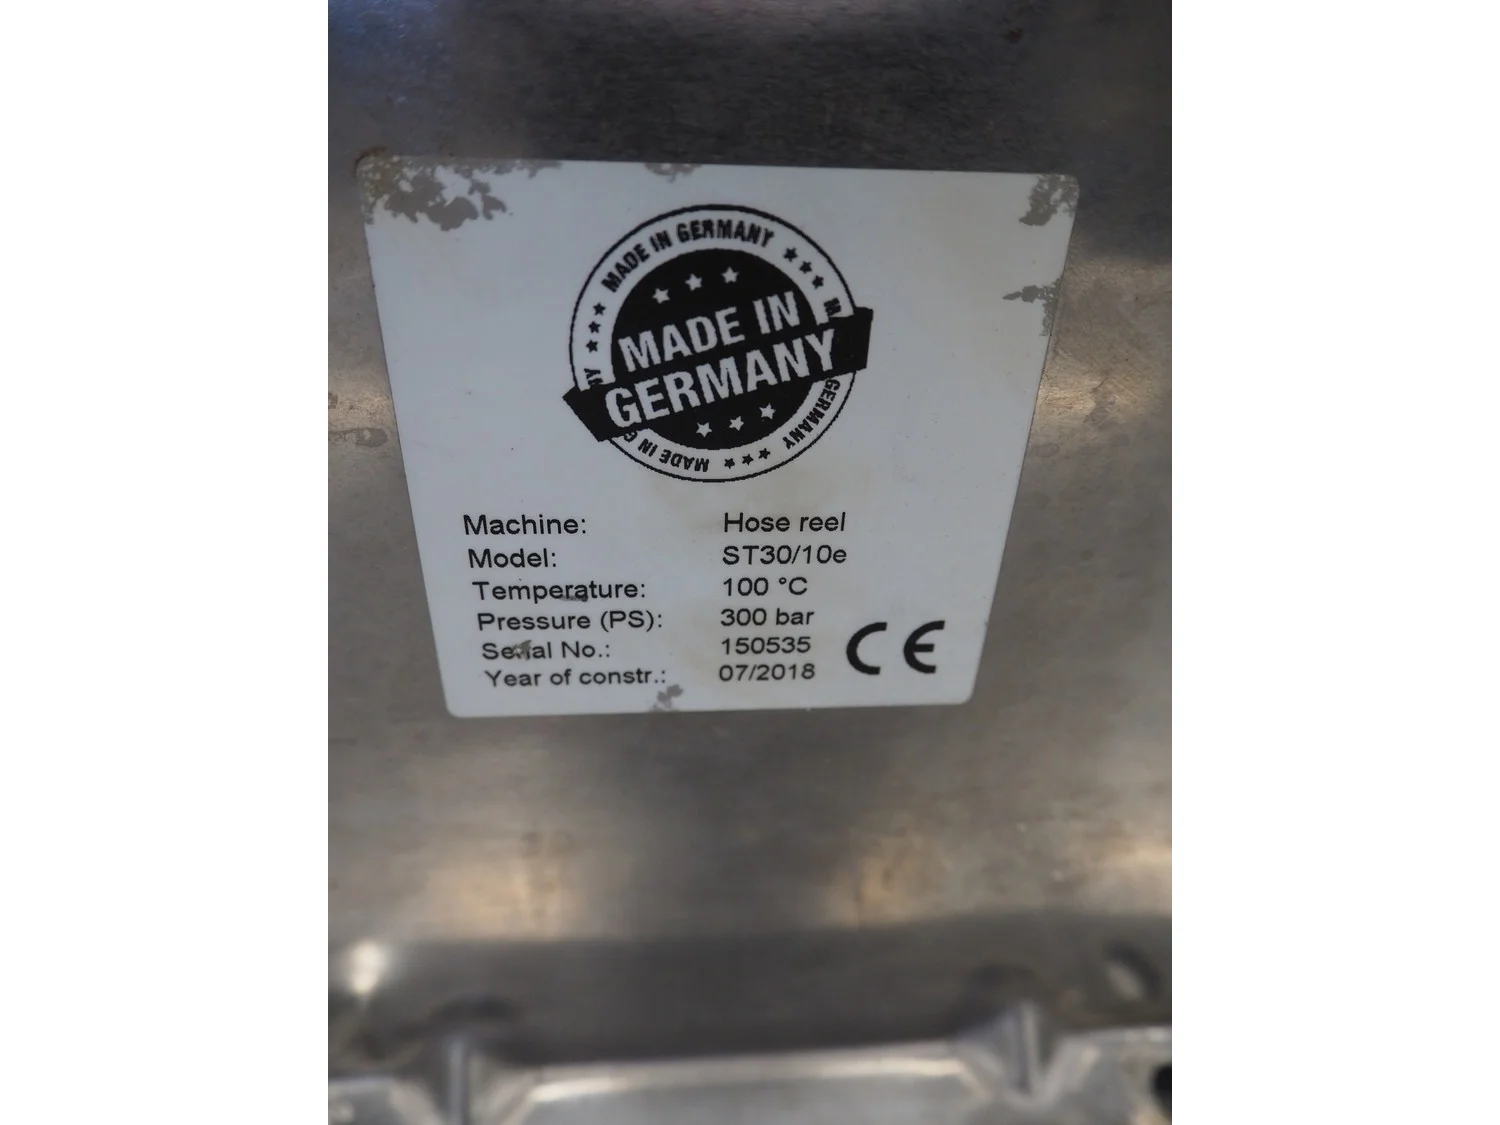 MADE IN GERMANY
MADE IN
GERMANY
GERMANY
MADE IN
Machine: Hose reel
Model: ST30/10e
Temperature: 100 °C
Pressure (PS): 300 bar
Serial No.: 150535
Year of constr.: 07/2018
CE